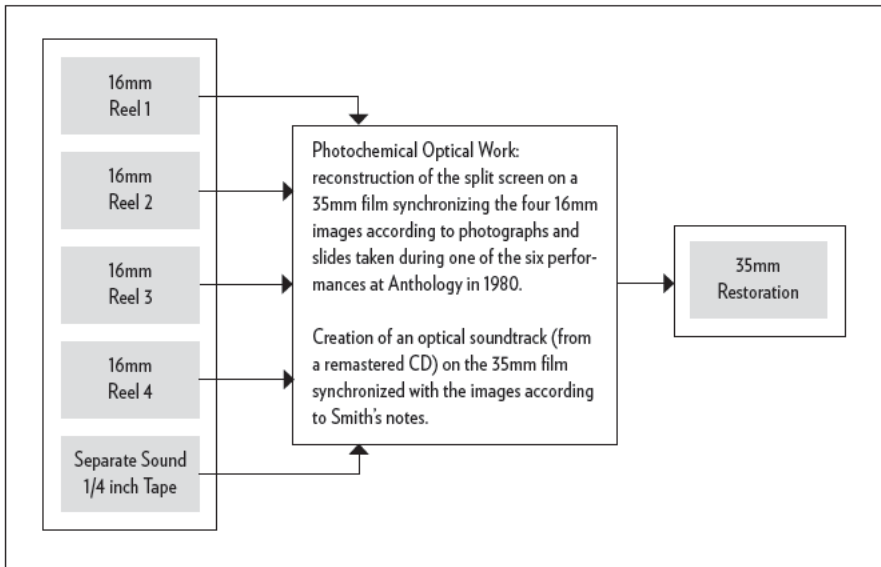 16mm
Reel 1
16mm
Reel 2
16mm
Reel 3
16mm
Reel 4
Separate Sound
1/4 inch Tape
Photochemical Optical Work:
reconstruction of the split screen on a
35mm film synchronizing the four 16mm
images according to photographs and
slides taken during one of the six perfor-
mances at Anthology in 1980.
Creation of an optical soundtrack (from
a remastered CD) on the 35mm film
synchronized with the images according
to Smith's notes.
35mm
Restoration